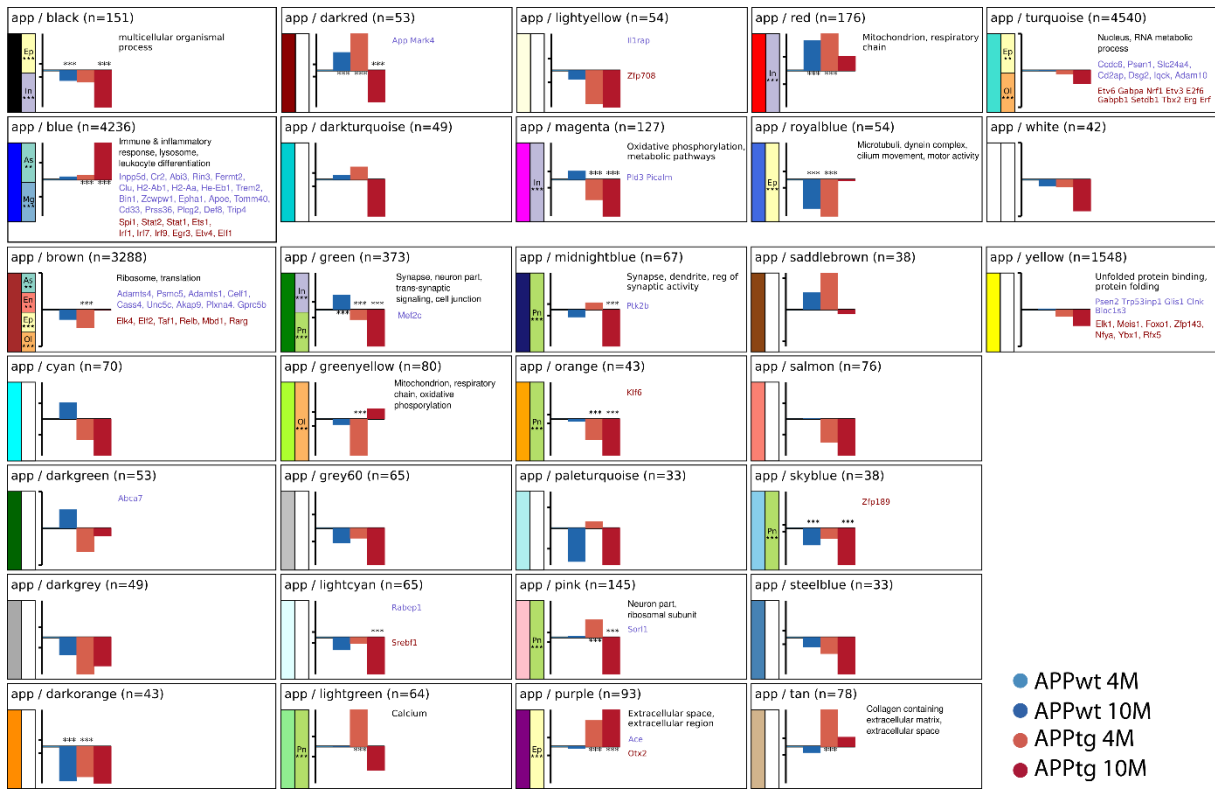 app / black (n=151)
multicellular organismal
process
Ep
***
In
***
***
***
app / darkred (n=53)
App Mark4
***
***
***
app / lightyellow (n=54)
Il1rap
Zfp708
app / red (n=176)
Mitochondrion, respiratory
chain
In
***
***
***
app / turquoise (n=4540)
Nucleus, RNA metabolic
process
Ccdc6, Psen1, Slc24a4,
Cd2ap, Dsg2, Iqck, Adam10
Etv6 Gabpa Nrf1 Etv3 E2f6
Gabpb1 Setdb1 Tbx2 Erg Erf
Ep
**
Ol
***
app / blue (n=4236)
Immune & inflammatory
response, lysosome,
leukocyte differentiation
Inpp5d, Cr2, Abi3, Rin3, Fermt2,
Clu, H2-Ab1, H2-Aa, He-Eb1, Trem2,
Bin1, Zcwpw1, Epha1, Apoe, Tomm40,
Cd33, Prss36, Plcg2, Def8, Trip4
Spi1, Stat2, Stat1, Ets1,
Irf1, Irf7, Irf9, Egr3, Etv4, Elf1
As
**
Mg
***
***
***
app / darkturquoise (n=49)
app / magenta (n=127)
Oxidative phosphorylation,
metabolic pathways
Pld3 Picalm
In
***
***
***
app / royalblue (n=54)
Microtubuli, dynein complex,
cilium movement, motor activity
Ep
***
***
***
app / white (n=42)
app / brown (n=3288)
Ribosome, translation
Adamts4, Psmc5, Adamts1, Celf1,
Cass4, Unc5c, Akap9, Plxna4, Gprc5b
Elk4, Elf2, Taf1, Relb, Mbd1, Rarg
As
**
En
**
Ep
***
Ol
***
***
app / green (n=373)
Synapse, neuron part,
trans-synaptic
signaling, cell junction
Mef2c
In
***
Pn
***
***
***
***
app / midnightblue (n=67)
Synapse, dendrite, reg of
synaptic activity
Ptk2b
Pn
***
***
app / saddlebrown (n=38)
app / yellow (n=1548)
Unfolded protein binding,
protein folding
Psen2 Trp53inp1 Glis1 Clnk
Bloc1s3
Elk1, Meis1, Foxo1, Zfp143,
Nfya, Ybx1, Rfx5
app / cyan (n=70)
app / greenyellow (n=80)
Mitochondrion, respiratory
chain, oxidative
phosporylation
Ol
***
***
app / orange (n=43)
Klf6
Pn
***
***
***
app / salmon (n=76)
app / darkgreen (n=53)
Abca7
app / grey60 (n=65)
app / paleturquoise (n=33)
app / skyblue (n=38)
Zfp189
Pn
***
***
***
app / darkgrey (n=49)
app / lightcyan (n=65)
Rabep1
Srebf1
***
app / pink (n=145)
Neuron part,
ribosomal subunit
Sorl1
Pn
***
***
***
app / steelblue (n=33)
app / darkorange (n=43)
***
***
app / lightgreen (n=64)
Calcium
Pn
***
***
app / purple (n=93)
Extracellular space,
extracellular region
Ace
Otx2
Ep
***
***
***
app / tan (n=78)
Collagen containing
extracellular matrix,
extracellular space
***
APPwt 4M
APPwt 10M
APPtg 4M
APPtg 10M